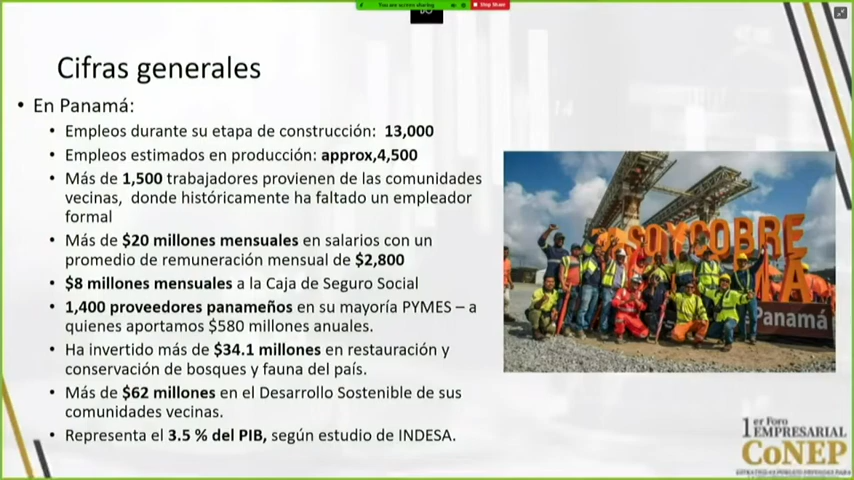 You are screen sharing
Stop Share
Cifras generales
• En Panamá:
• Empleos durante su etapa de construcción: 13,000
• Empleos estimados en producción: approx,4,500
• Más de 1,500 trabajadores provienen de las comunidades
vecinas, donde históricamente ha faltado un empleador
formal
• Más de $20 millones mensuales en salarios con un
promedio de remuneración mensual de $2,800
• $8 millones mensuales a la Caja de Seguro Social
• 1,400 proveedores panameños en su mayoría PYMES – a
quienes aportamos $580 millones anuales.
• Ha invertido más de $34.1 millones en restauración y
conservación de bosques y fauna del país.
• Más de $62 millones en el Desarrollo Sostenible de sus
comunidades vecinas.
• Representa el 3.5 % del PIB, según estudio de INDESA.
SOYCOBRE
Panamá
1er Foro
EMPRESARIAL
CoNEP